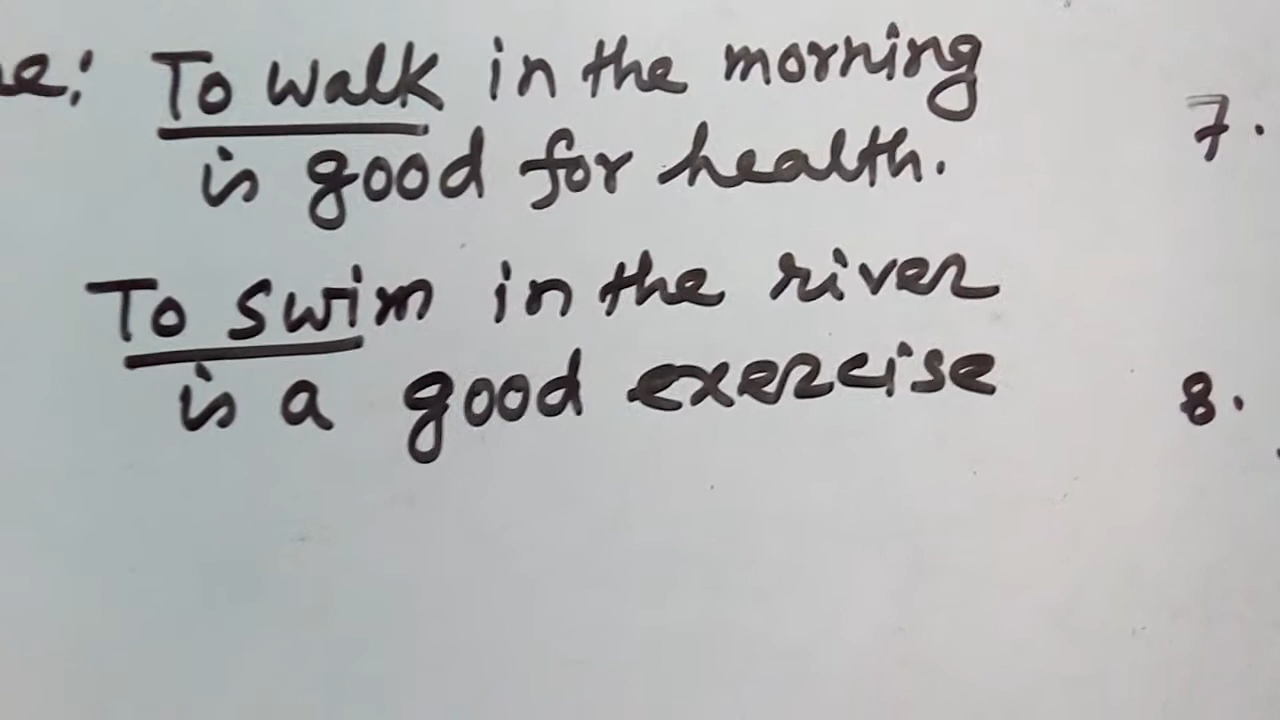 To walk in the morning
is good for health.
To swim in the river
is a good exercise
7.
8.